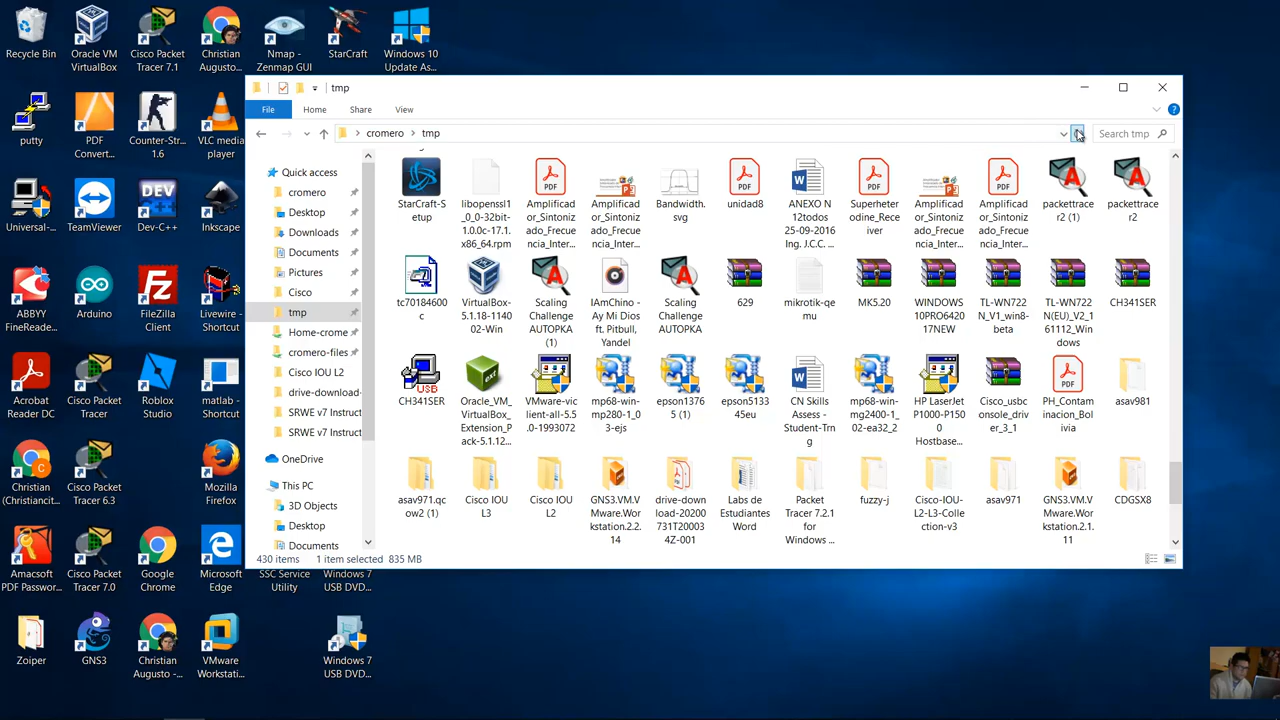 Recycle Bin
Oracle VM
VirtualBox
Cisco Packet
Tracer 7.1
Christian
Augusto...
Nmap -
Zenmap GUI
StarCraft
Windows 10
Update As...
putty
PDF
Convert...
Counter-Str...
1.6
VLC media
player
Universal-...
TeamViewer
Dev-C++
Inkscape
ABBYY
FineReade...
Arduino
FileZilla
Client
Livewire -
Shortcut
Acrobat
Reader DC
Cisco Packet
Tracer
Roblox
Studio
matlab -
Shortcut
Christian
(Christiancit...
Cisco Packet
Tracer 6.3
Mozilla
Firefox
Amacsoft
PDF Passwor...
Cisco Packet
Tracer 7.0
Google
Chrome
Microsoft
Edge
SSC Service
Utility
Windows 7
USB DVD...
Zoiper
GNS3
Christian
Augusto -...
VMware
Workstati...
Windows 7
USB DVD...
tmp
File
Home
Share
View
cromero
tmp
Search tmp
Quick access
cromero
Desktop
Downloads
Documents
Pictures
Cisco
tmp
Home-crome
cromero-files
Cisco IOU L2
drive-download-
SRWE v7 Instruct
SRWE v7 Instruct
OneDrive
This PC
3D Objects
Desktop
Documents
StarCraft-S
etup
libopenssl1
_0_0-32bit-
1.0.0c-17.1.
x86_64.rpm
Amplificad
or_Sintoniz
ado_Frecue
ncia_Inter...
Amplificad
or_Sintoniz
ado_Frecue
ncia_Inter...
Bandwidth.
svg
unidad8
ANEXO N
12todos
25-09-2016
Ing. J.C.C. ...
Superheter
odine_Rece
iver
Amplificad
or_Sintoniz
ado_Frecue
ncia_Inter...
Amplificad
or_Sintoniz
ado_Frecue
ncia_Inter...
packettrace
r2 (1)
packettrace
r2
tc70184600
c
VirtualBox-
5.1.18-1140
02-Win
Scaling
Challenge
AUTOPKA
(1)
IAmChino -
Ay Mi Dios
ft. Pitbull,
Yandel
Scaling
Challenge
AUTOPKA
629
mikrotik-qe
mu
MK5.20
WINDOWS
10PRO6420
17NEW
TL-WN722
N_V1_win8-
beta
TL-WN722
N(EU)_V2_1
61112_Win
dows
CH341SER
CH341SER
Oracle_VM_
VirtualBox_
Extension_P
ack-5.1.12...
VMware-vic
lient-all-5.5
.0-1993072
mp68-win-
mp280-1_0
3-ejs
epson1376
5 (1)
epson5133
45eu
CN Skills
Assess -
Student-Trn
g
mp68-win-
mg2400-1_
02-ea32_2
HP LaserJet
P1000-P150
0
Hostbase...
Cisco_usbc
onsole_driv
er_3_1
PH_Contam
inacion_Bol
ivia
asav981
asav971.qc
ow2 (1)
Cisco IOU
L3
Cisco IOU
L2
GNS3.VM.V
Mware.Wor
kstation.2.2.
14
drive-down
load-20200
731T20003
4Z-001
Labs de
Estudiantes
Word
Packet
Tracer 7.2.1
for
Windows ...
fuzzy-j
Cisco-IOU-
L2-L3-Colle
ction-v3
asav971
GNS3.VM.V
Mware.Wor
kstation.2.1.
11
CDGSX8
430 items
1 item selected
835 MB